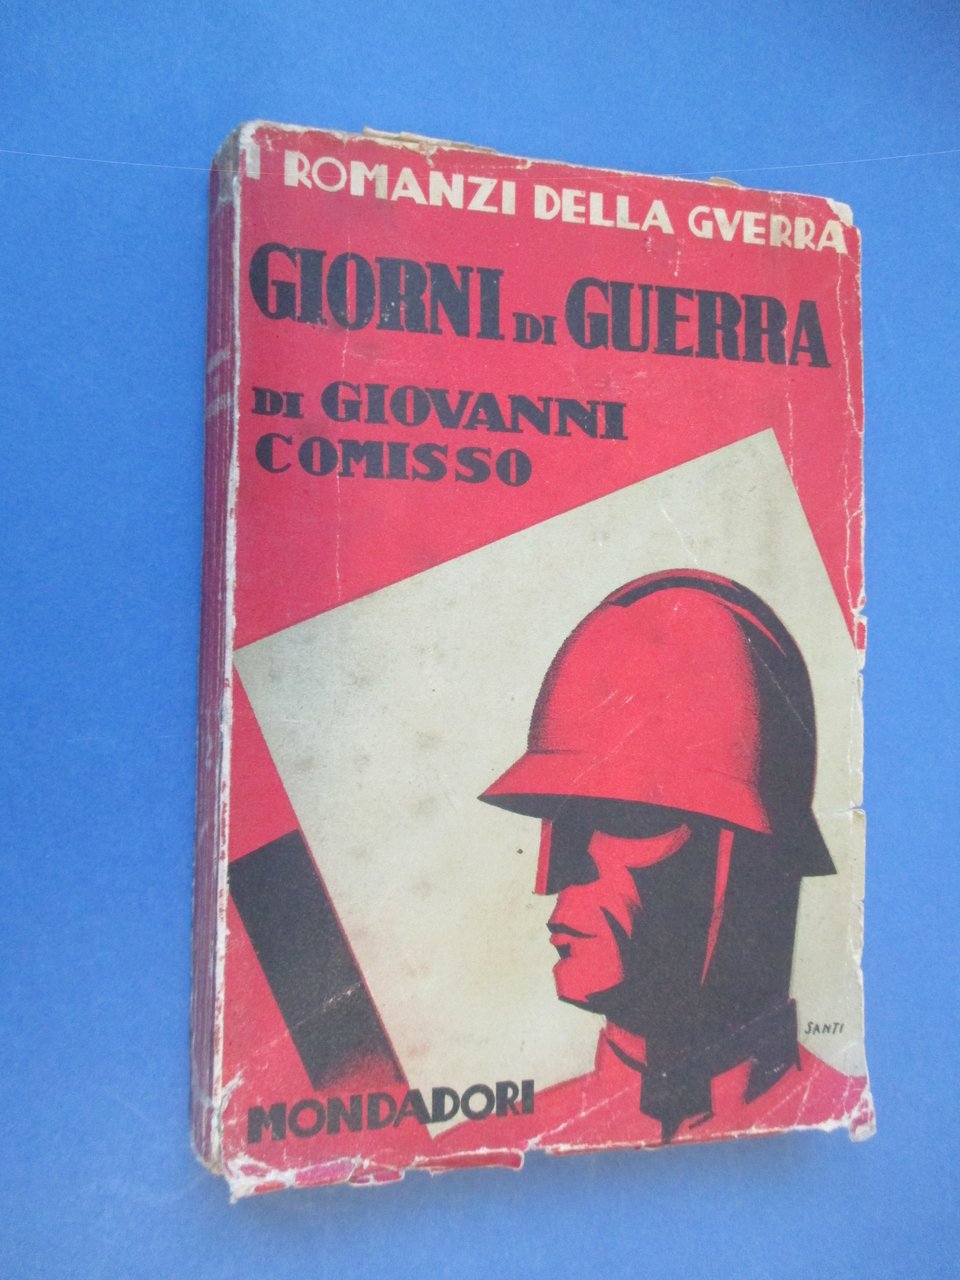 I ROMANZI DELLA GVERRA
GIORNI DI GUERRA
DI GIOVANNI
COMISSO
SANTI
MONDADORI